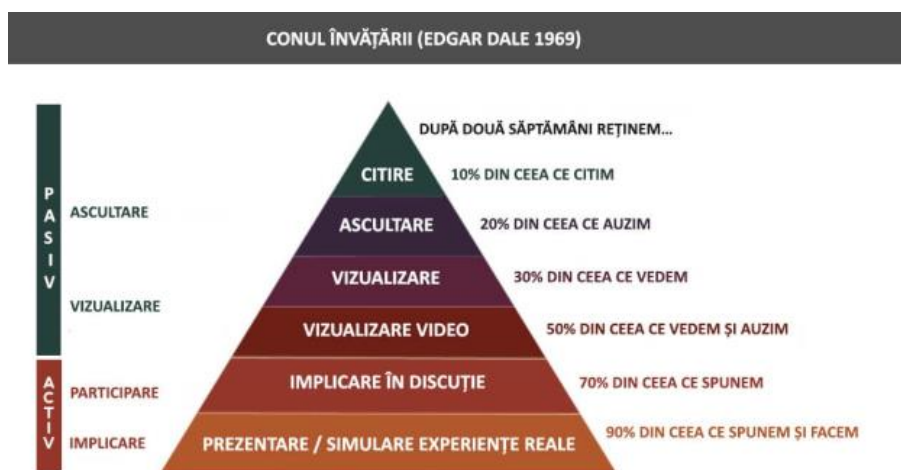 CONUL ÎNVĂȚĂRII (EDGAR DALE 1969)
DUPĂ DOUĂ SĂPTĂMÂNI REȚINEM...
CITIRE
10% DIN CEEA CE CITIM
PASIV
ASCULTARE
ASCULTARE
20% DIN CEEA CE AUZIM
VIZUALIZARE
30% DIN CEEA CE VEDEM
VIZUALIZARE
VIZUALIZARE VIDEO
50% DIN CEEA CE VEDEM ȘI AUZIM
ACTIV
PARTICIPARE
IMPLICARE ÎN DISCUȚIE
70% DIN CEEA CE SPUNEM
IMPLICARE
PREZENTARE / SIMULARE EXPERIENȚE REALE
90% DIN CEEA CE SPUNEM ȘI FACEM